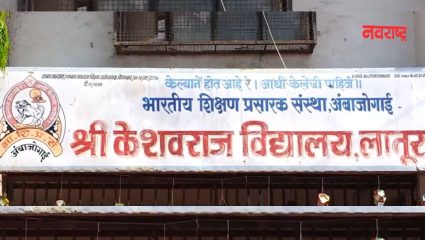 नवराष्ट्र
केल्याने होत आहे रे। आधी केलेची पाहिजे॥
भारतीय शिक्षण प्रसारक संस्था,अंबाजोगाई
श्री केशवराज विद्यालय,लातूर
भा.शि.प्र.सं
अंबाजोगाई